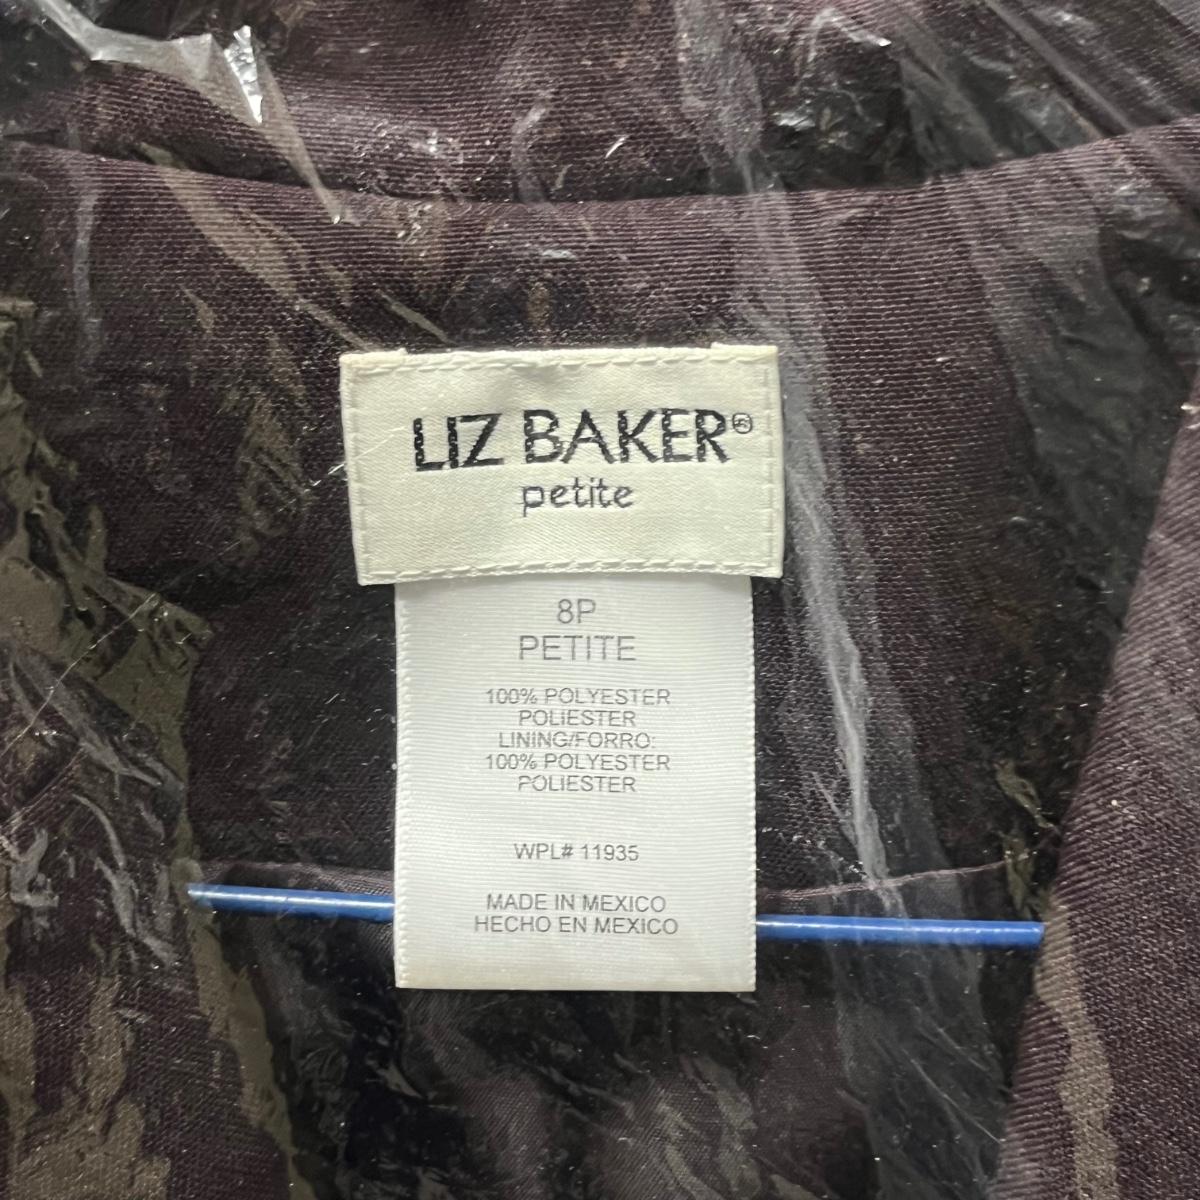 LIZ BAKER®
petite
8P
PETITE
100% POLYESTER
POLIESTER
LINING/FORRO:
100% POLYESTER
POLIESTER
WPL# 11935
MADE IN MEXICO
HECHO EN MEXICO